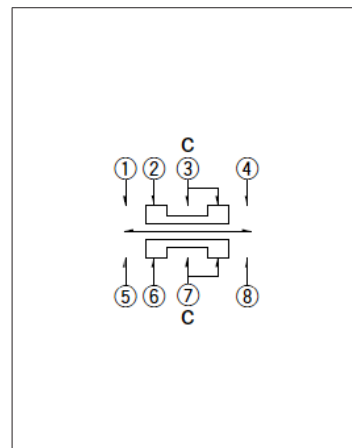 C
① ② ③ ④
⑤ ⑥ ⑦ ⑧
C